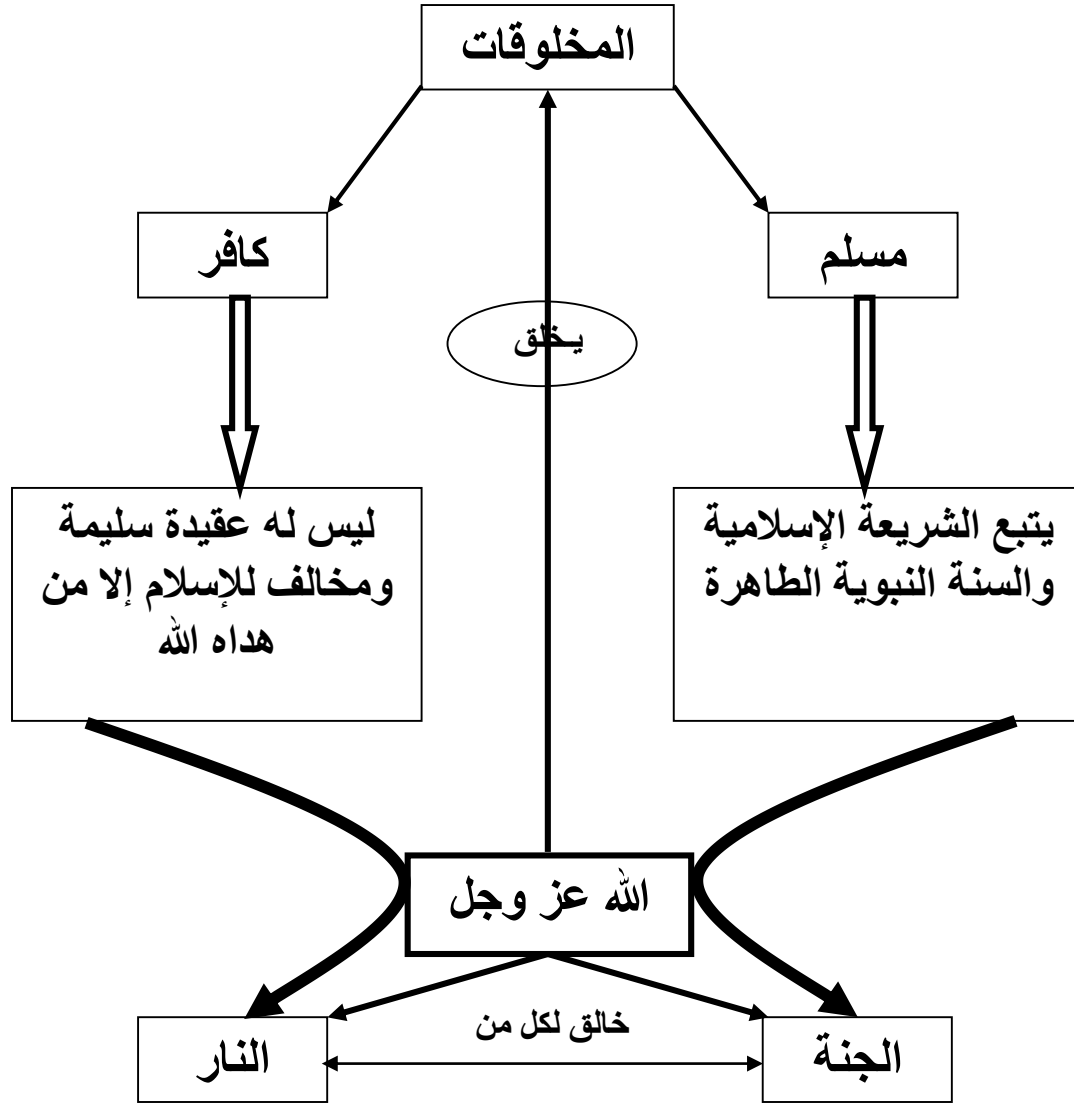 المخلوقات
مسلم
كافر
يخلق
يتبع الشريعة الإسلامية
والسنة النبوية الطاهرة
ليس له عقيدة سليمة
ومخالف للإسلام إلا من
هداه الله
الله عز وجل
خالق لكل من
الجنة
النار